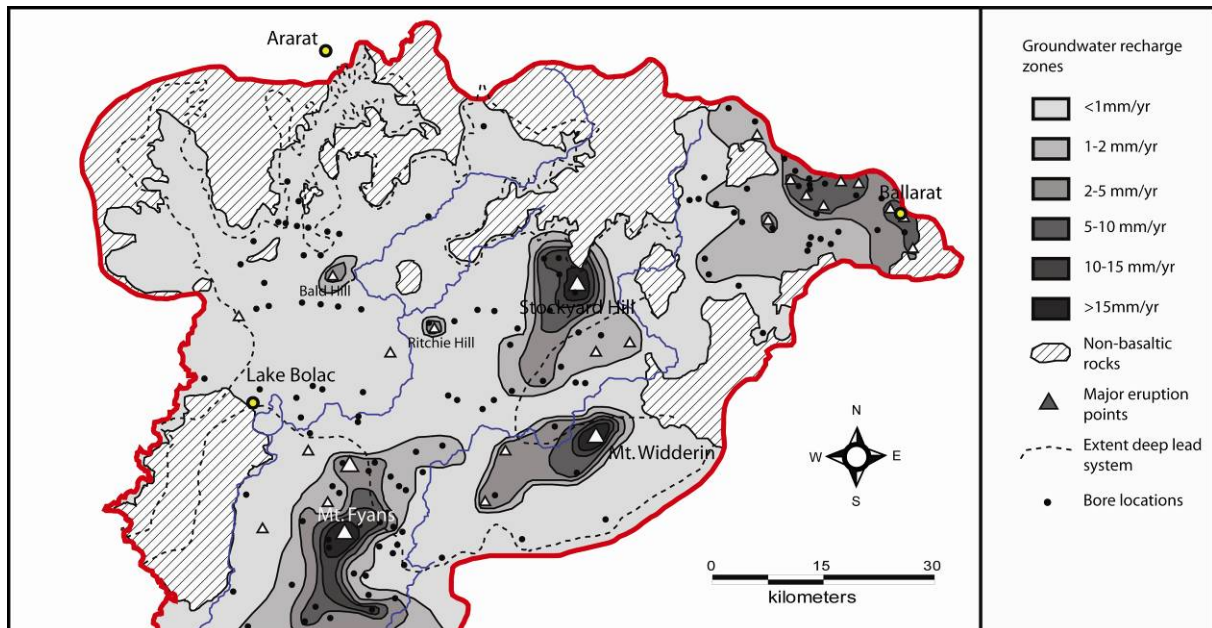 Ararat
Ballarat
Bald Hill
Stockyard Hill
Ritchie Hill
Lake Bolac
Mt. Widderin
Mt. Fyans
N
W
E
S
0
15
30
kilometers
Groundwater recharge
zones
<1mm/yr
1-2 mm/yr
2-5 mm/yr
5-10 mm/yr
10-15 mm/yr
>15mm/yr
Non-basaltic
rocks
Major eruption
points
Extent deep lead
system
Bore locations